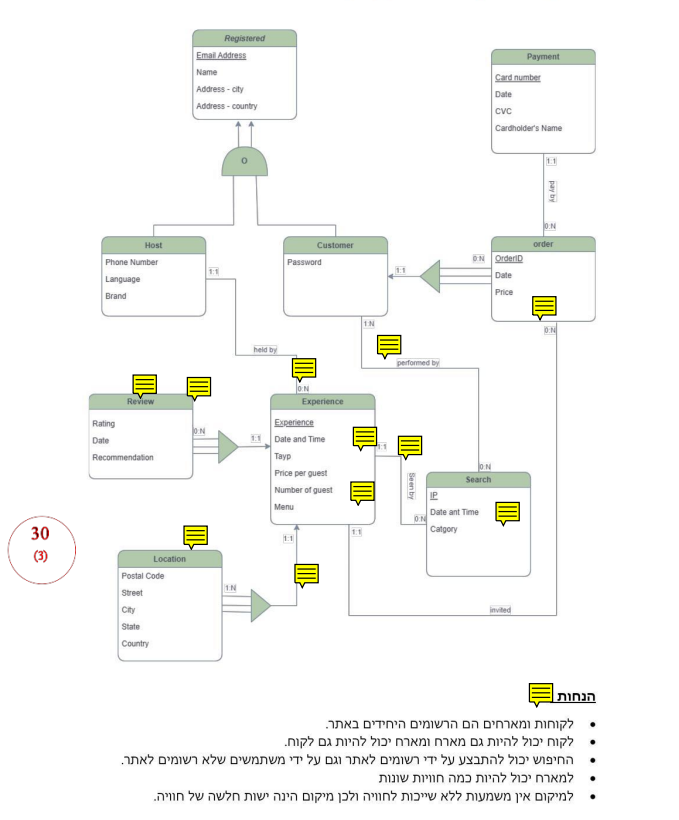 Registered
Email Address
Name
Address - city
Address - country
Payment
Card number
Date
CVC
Cardholder's Name
O
1:1
pay by
0:N
Host
Phone Number
Language
Brand
1:1
Customer
Password
1:1
0:N
order
OrderID
Date
Price
0:N
1:N
held by
performed by
0:N
Review
Rating
Date
Recommendation
0:N
1:1
Experience
Experience
Date and Time
Tayp
Price per guest
Number of guest
Menu
1:1
Seen by
0:N
0:N
Search
IP
Date ant Time
Catgory
30
(3)
1:1
1:1
Location
Postal Code
Street
City
State
Country
1:N
invited
הנחות
• לקוחות ומארחים הם הרשומים היחידים באתר.
• לקוח יכול להיות גם מארח ומארח יכול להיות גם לקוח.
• החיפוש יכול להתבצע על ידי רשומים לאתר וגם על ידי משתמשים שלא רשומים לאתר.
• למארח יכול להיות כמה חוויות שונות
• למיקום אין משמעות ללא שייכות לחוויה ולכן מיקום הינה ישות חלשה של חוויה.